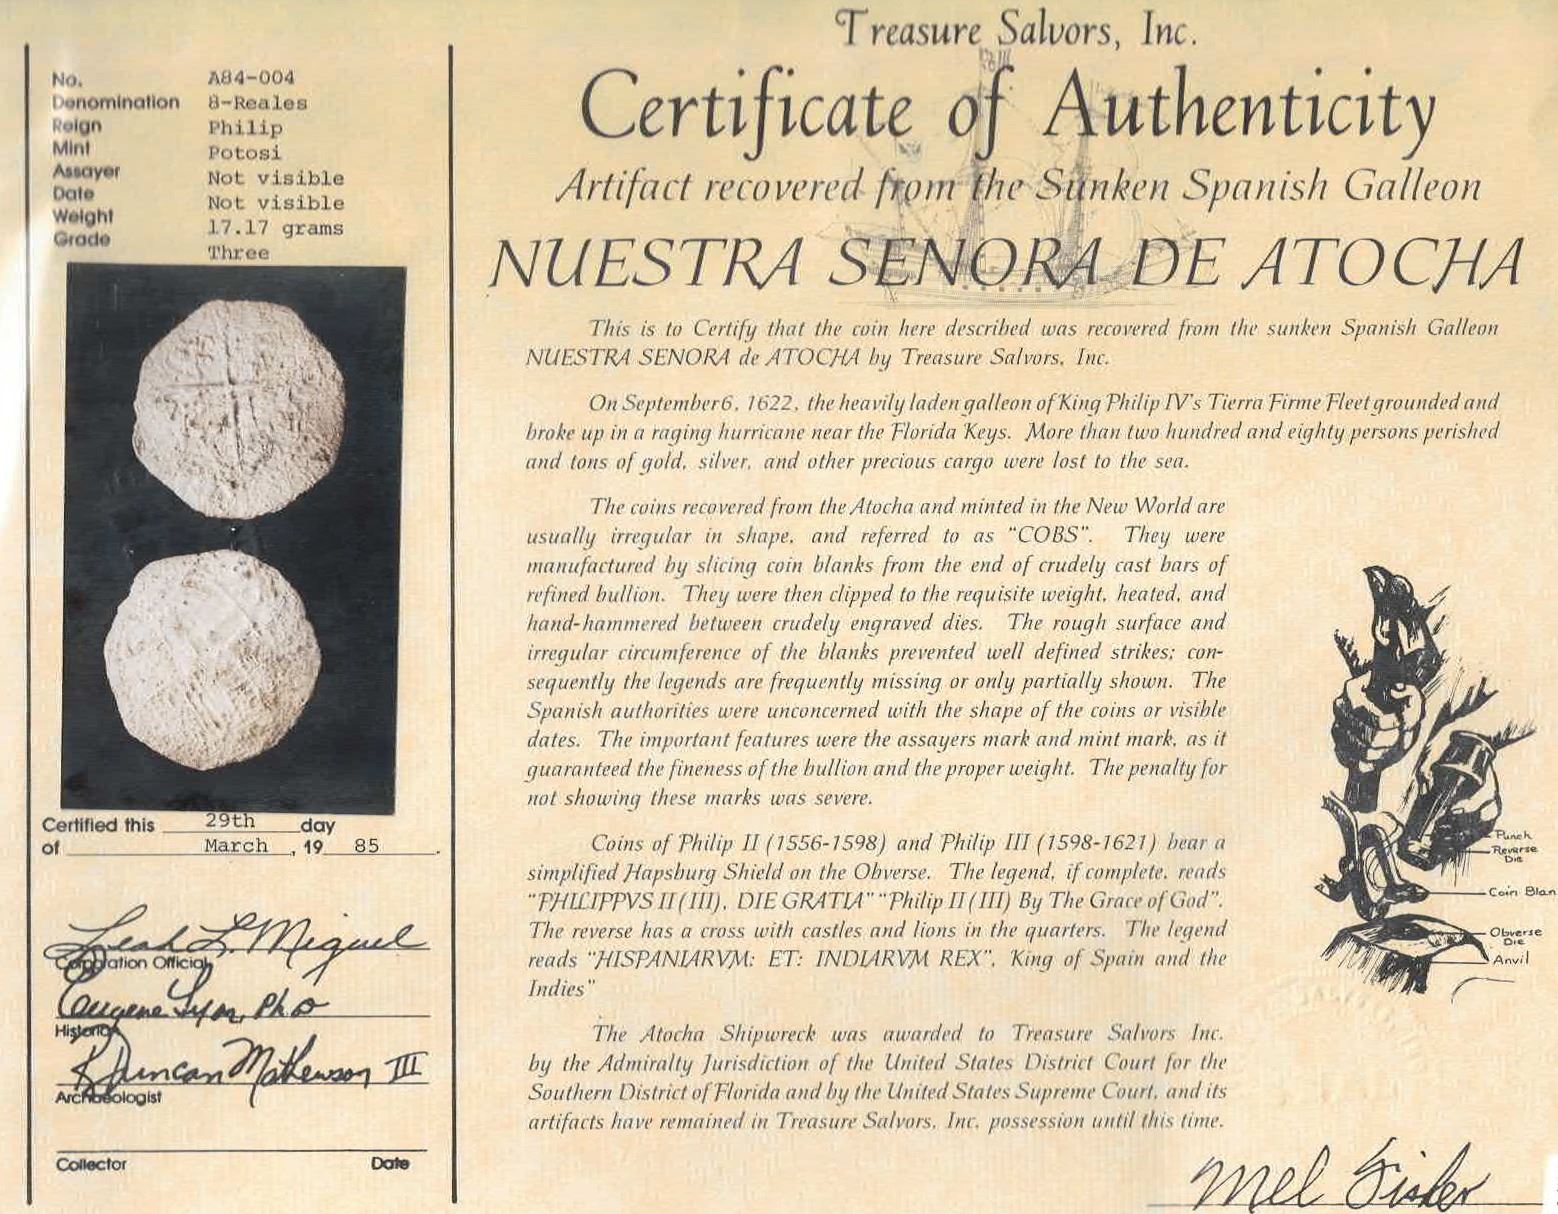 Treasure Salvors, Inc.
Certificate of Authenticity
Artifact recovered from the Sunken Spanish Galleon
NUESTRA SENORA DE ATOCHA
No. A84-004
Denomination 8-Reales
Reign Philip
Mint Potosi
Assayer Not visible
Date Not visible
Weight 17.17 grams
Grade Three
Certified this 29th day
of March, 19 85.
Leah L. Miguel
Corporation Official
Eugene Lyon, Ph D
Historian
R Duncan Mathewson III
Archaeologist
Collector Date
This is to Certify that the coin here described was recovered from the sunken Spanish Galleon
NUESTRA SENORA de ATOCHA by Treasure Salvors, Inc.
On September 6, 1622, the heavily laden galleon of King Philip IV's Tierra Firme Fleet grounded and
broke up in a raging hurricane near the Florida Keys. More than two hundred and eighty persons perished
and tons of gold, silver, and other precious cargo were lost to the sea.
The coins recovered from the Atocha and minted in the New World are
usually irregular in shape, and referred to as "COBS". They were
manufactured by slicing coin blanks from the end of crudely cast bars of
refined bullion. They were then clipped to the requisite weight, heated, and
hand-hammered between crudely engraved dies. The rough surface and
irregular circumference of the blanks prevented well defined strikes; con-
sequently the legends are frequently missing or only partially shown. The
Spanish authorities were unconcerned with the shape of the coins or visible
dates. The important features were the assayers mark and mint mark, as it
guaranteed the fineness of the bullion and the proper weight. The penalty for
not showing these marks was severe.
Coins of Philip II (1556-1598) and Philip III (1598-1621) bear a
simplified Hapsburg Shield on the Obverse. The legend, if complete, reads
"PHILIPPVS II (III), DIE GRATIA" "Philip II (III) By The Grace of God".
The reverse has a cross with castles and lions in the quarters. The legend
reads "HISPANIARVM: ET: INDIARVM REX", King of Spain and the
Indies"
The Atocha Shipwreck was awarded to Treasure Salvors Inc.
by the Admiralty Jurisdiction of the United States District Court for the
Southern District of Florida and by the United States Supreme Court, and its
artifacts have remained in Treasure Salvors, Inc. possession until this time.
Punch
Reverse
Die
Coin Blan
Obverse
Die
Anvil
Mel Fisher